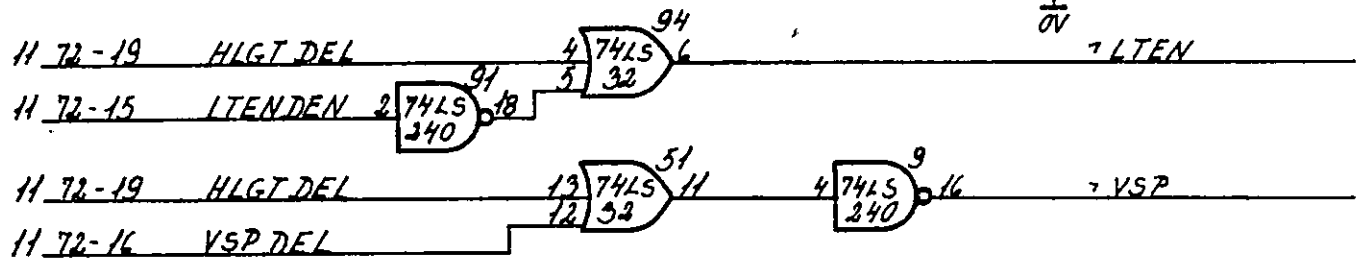 0V
94
11 72-19 HLGT DEL 4 74LS 6 ¬LTEN
5 32
91
11 72-15 LTENDEN 2 74LS 18
240
51 9
11 72-19 HLGT DEL 13 74LS 11 4 74LS 16 ¬VSP
12 32 240
11 72-16 VSP DEL